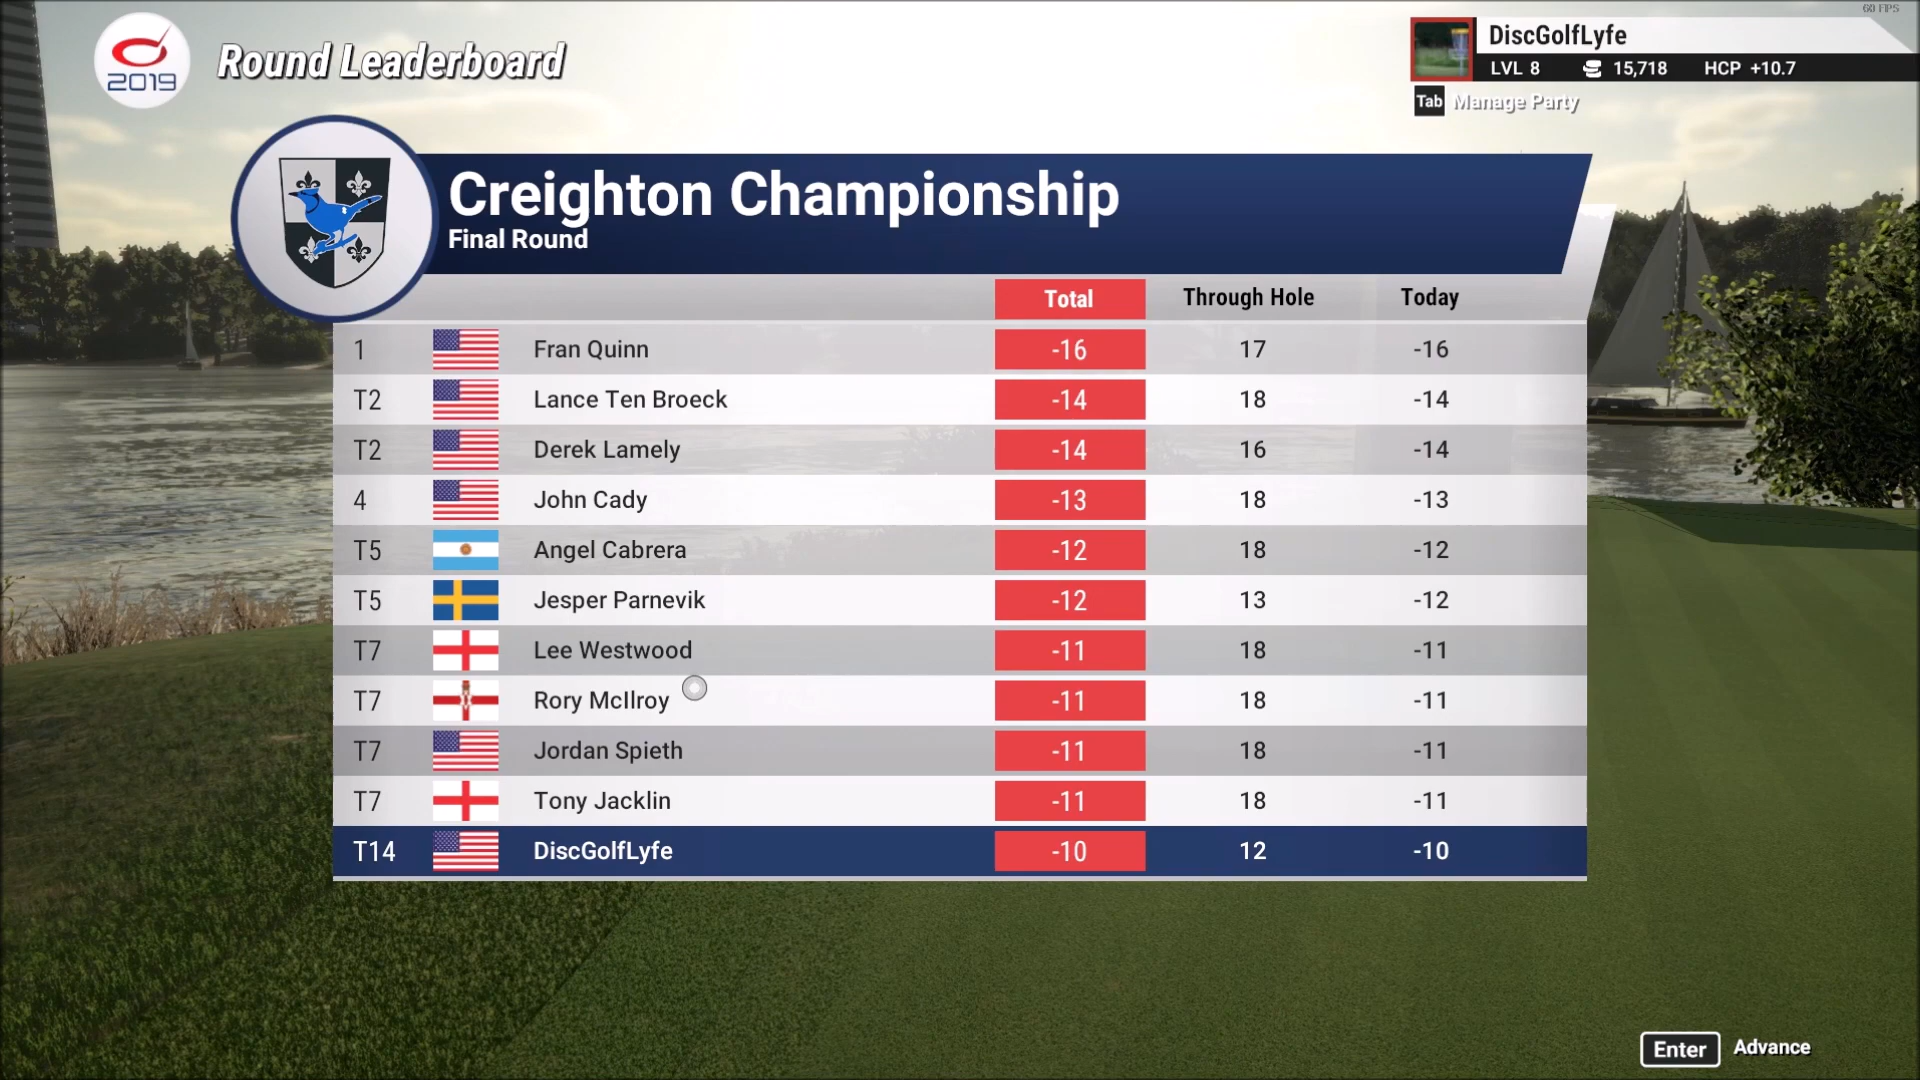 60 FPS
2019
Round Leaderboard
DiscGolfLyfe
LVL 8 15,718 HCP +10.7
Tab Manage Party
Creighton Championship
Final Round
Total Through Hole Today
1 Fran Quinn -16 17 -16
T2 Lance Ten Broeck -14 18 -14
T2 Derek Lamely -14 16 -14
4 John Cady -13 18 -13
T5 Angel Cabrera -12 18 -12
T5 Jesper Parnevik -12 13 -12
T7 Lee Westwood -11 18 -11
T7 Rory McIlroy -11 18 -11
T7 Jordan Spieth -11 18 -11
T7 Tony Jacklin -11 18 -11
T14 DiscGolfLyfe -10 12 -10
Enter Advance